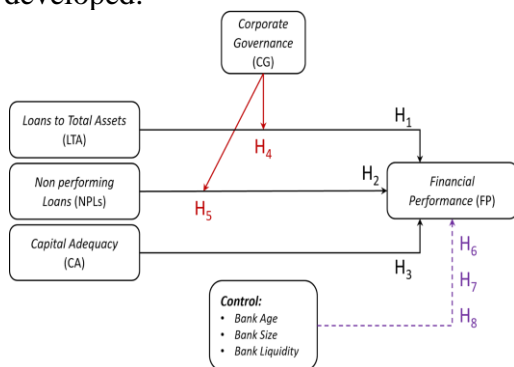 developed:
Corporate
Governance
(CG)
Loans to Total Assets
(LTA)
H1
H4
Non performing
Loans (NPLs)
H2
H5
Financial
Performance (FP)
Capital Adequacy
(CA)
H3
H6
H7
H8
Control:
• Bank Age
• Bank Size
• Bank Liquidity